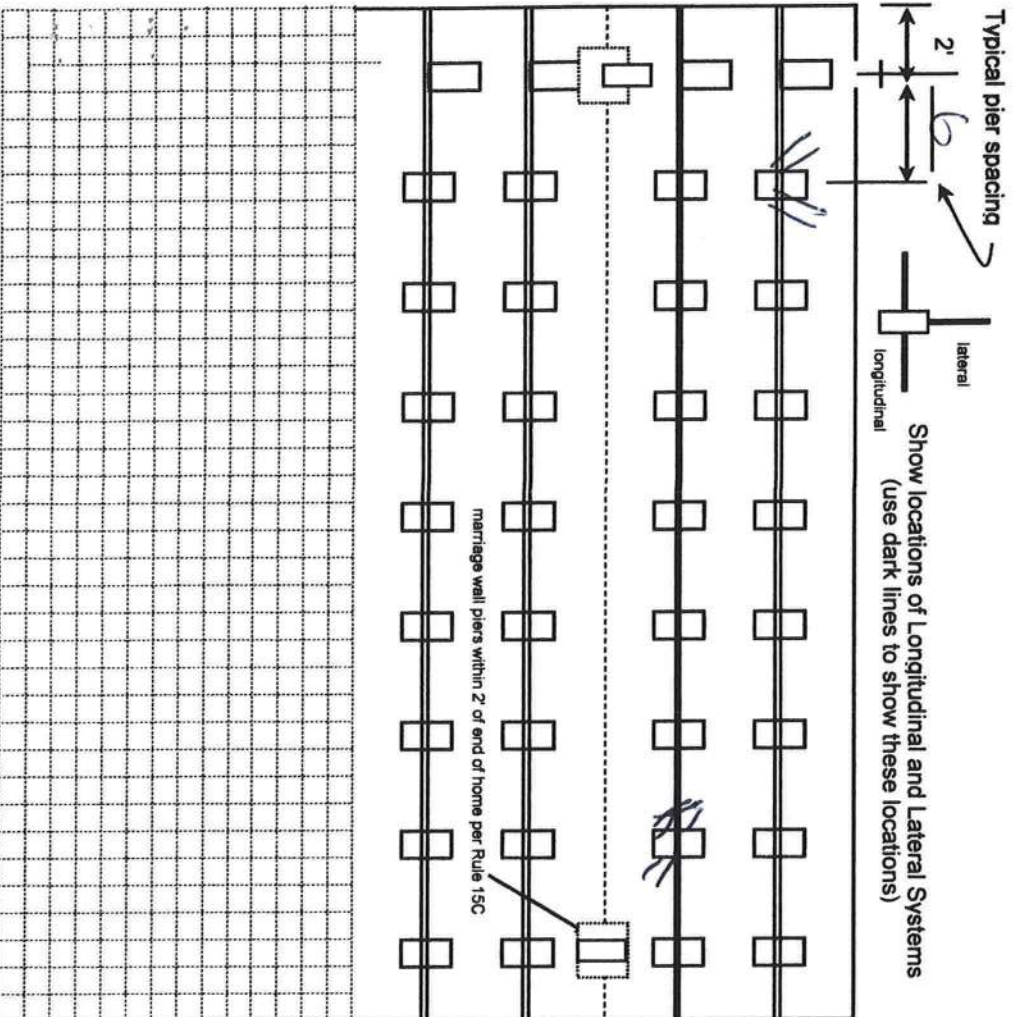 Typical pier spacing
2'
6
lateral
longitudinal
Show locations of Longitudinal and Lateral Systems
(use dark lines to show these locations)
marriage wall piers within 2' of end of home per Rule 15C